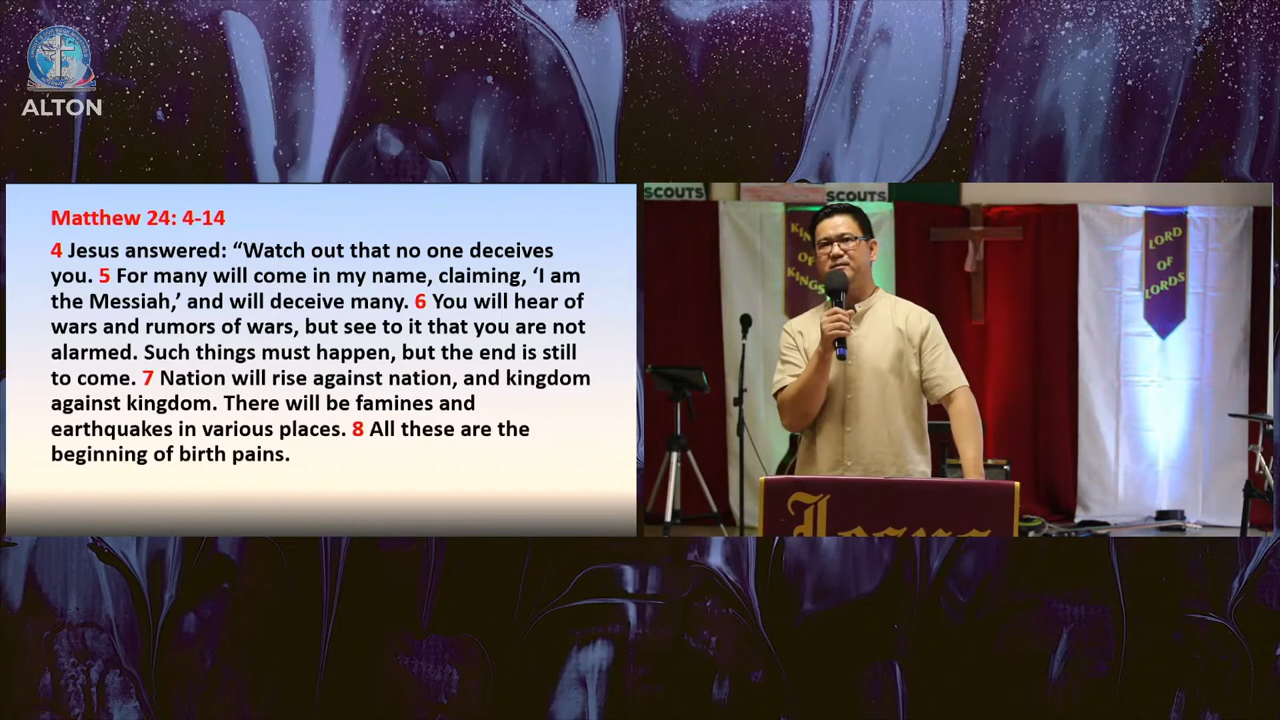 ALTON
Matthew 24: 4-14
4 Jesus answered: “Watch out that no one deceives
you. 5 For many will come in my name, claiming, ‘I am
the Messiah,’ and will deceive many. 6 You will hear of
wars and rumors of wars, but see to it that you are not
alarmed. Such things must happen, but the end is still
to come. 7 Nation will rise against nation, and kingdom
against kingdom. There will be famines and
earthquakes in various places. 8 All these are the
beginning of birth pains.
SCOUTS
SCOUTS
KING
OF
KINGS
LORD
OF
LORDS
Jesus